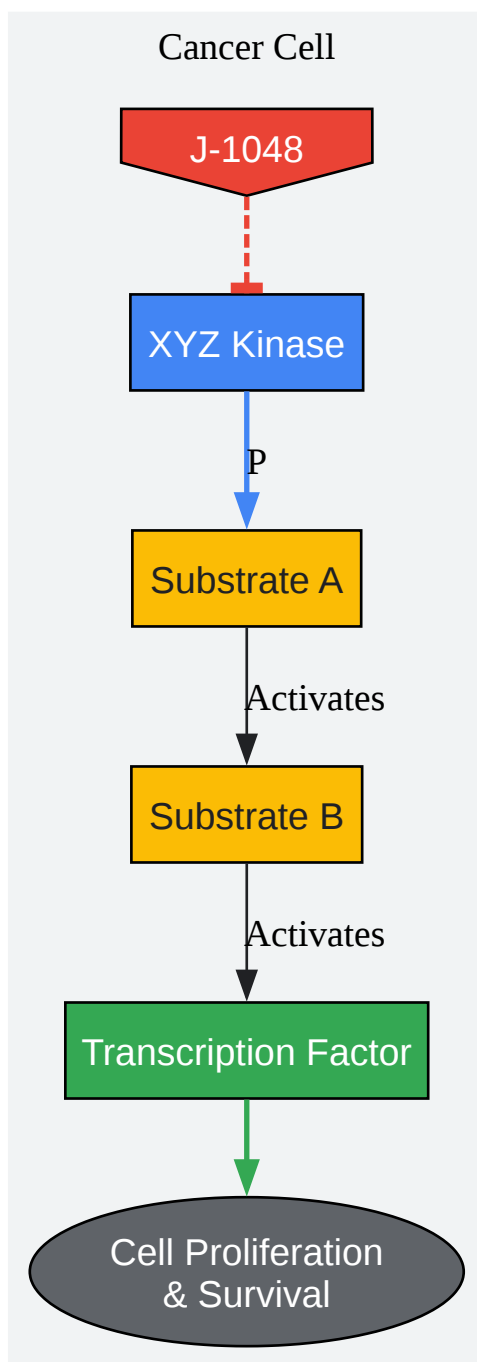 Cancer Cell
J-1048
XYZ Kinase
P
Substrate A
Activates
Substrate B
Activates
Transcription Factor
Cell Proliferation
& Survival